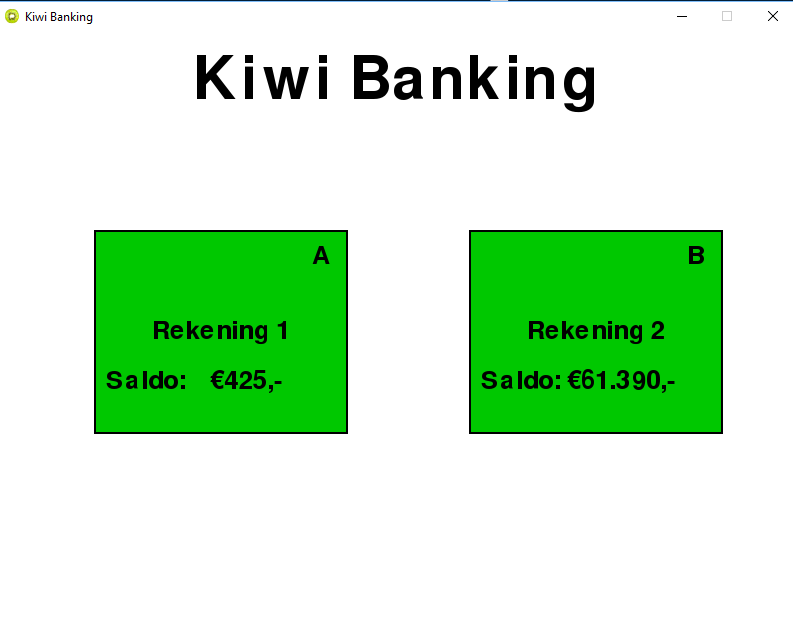 Kiwi Banking
Kiwi Banking
A
Rekening 1
Saldo: €425,-
B
Rekening 2
Saldo: €61.390,-